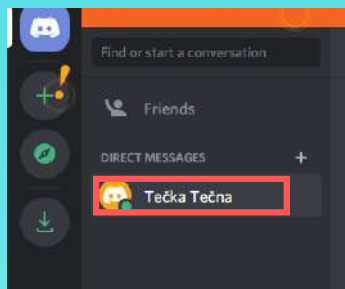 Find or start a conversation
Friends
DIRECT MESSAGES
Tečka Tečna